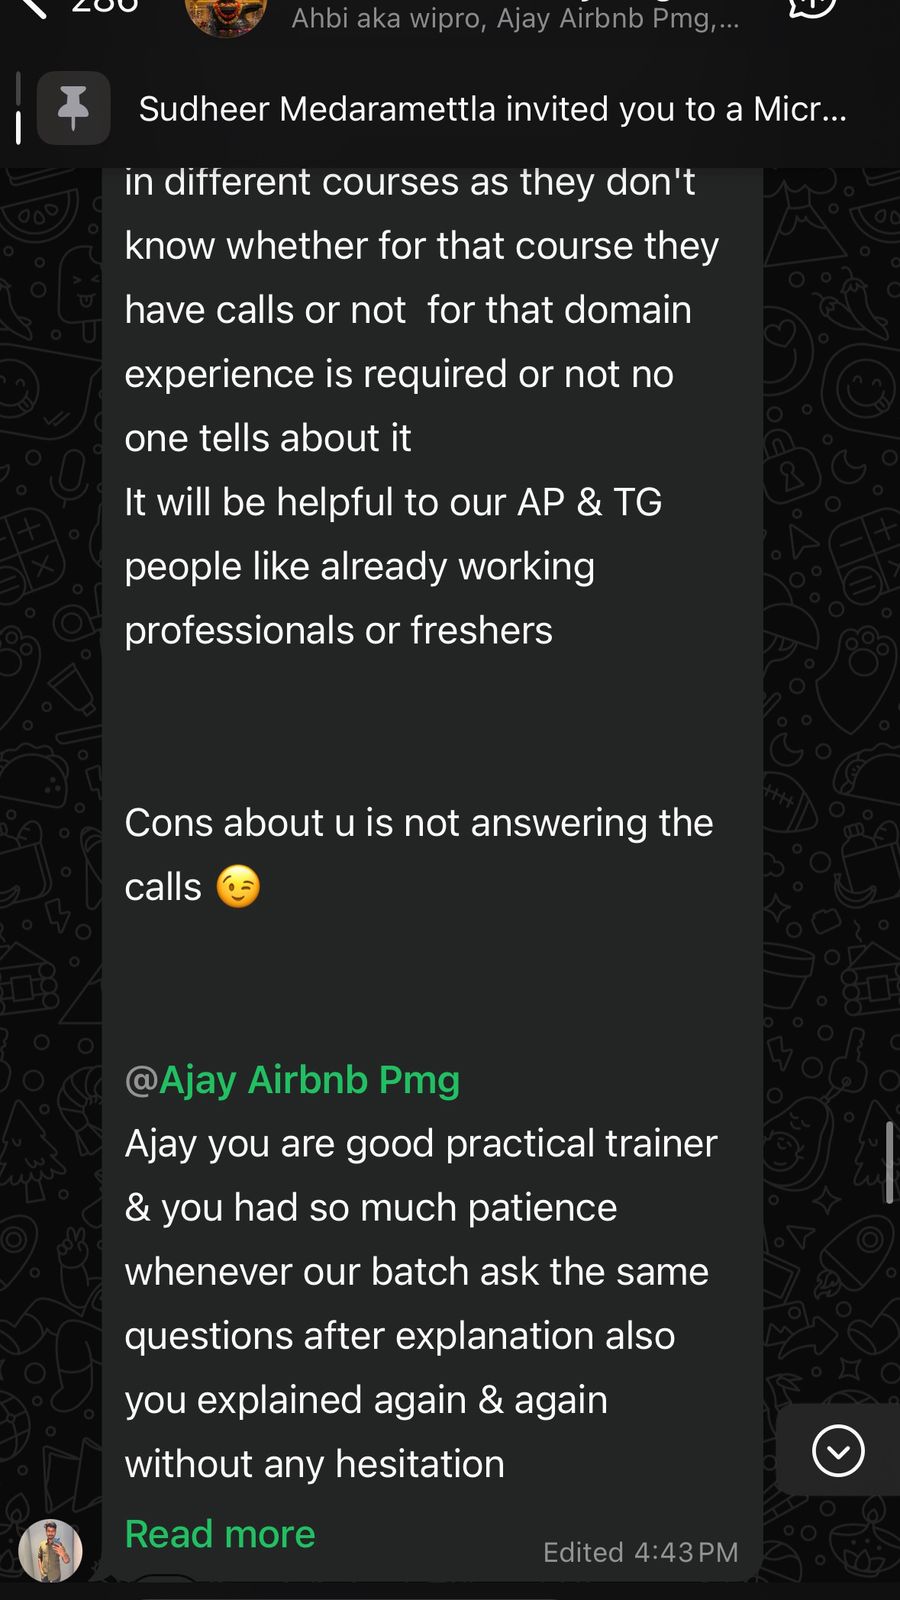 286
Ahbi aka wipro, Ajay Airbnb Pmg,...
Sudheer Medaramettla invited you to a Micr...
in different courses as they don't
know whether for that course they
have calls or not  for that domain
experience is required or not no
one tells about it
It will be helpful to our AP & TG
people like already working
professionals or freshers
Cons about u is not answering the
calls 😉
@Ajay Airbnb Pmg
Ajay you are good practical trainer
& you had so much patience
whenever our batch ask the same
questions after explanation also
you explained again & again
without any hesitation
Read more
Edited 4:43 PM